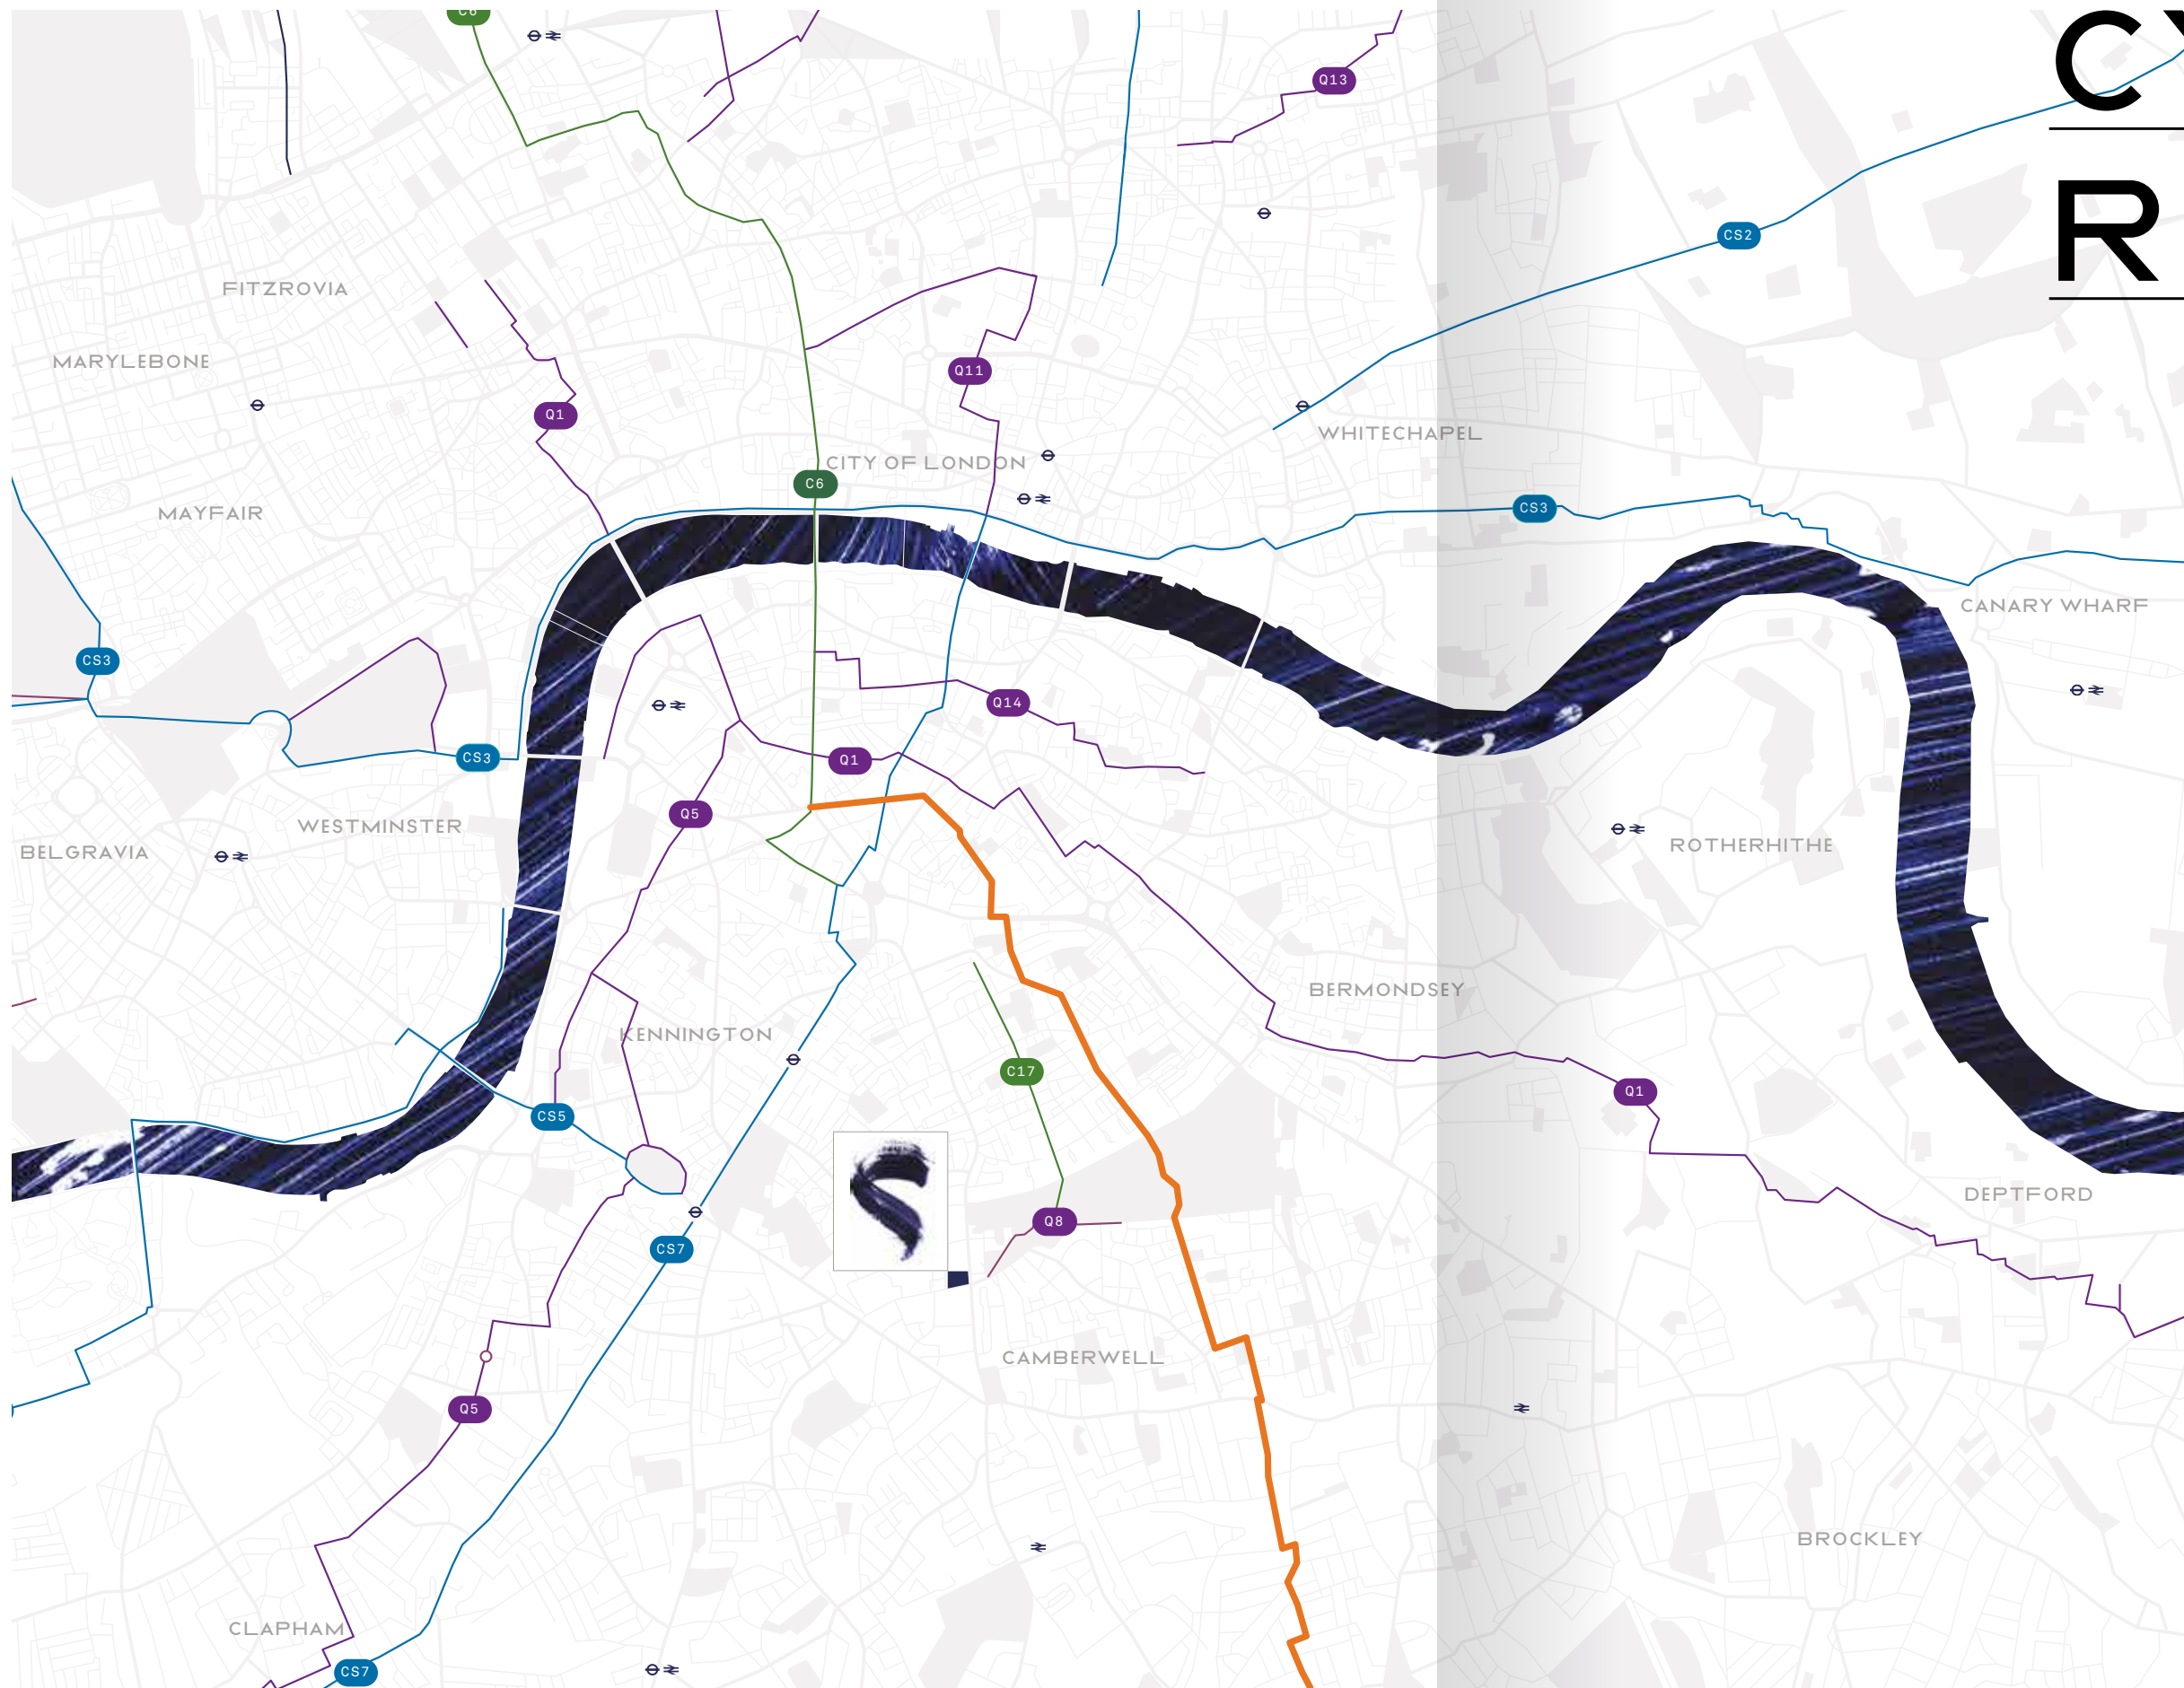 C6
C
Q13
R
CS2
FITZROVIA
MARYLEBONE
Q11
Q1
WHITECHAPEL
CITY OF LONDON
C6
MAYFAIR
CS3
CANARY WHARF
CS3
Q14
CS3
Q1
Q5
WESTMINSTER
ROTHERHITHE
BELGRAVIA
BERMONDSEY
KENNINGTON
C17
Q1
CS5
DEPTFORD
Q8
CS7
CAMBERWELL
Q5
BROCKLEY
CLAPHAM
CS7